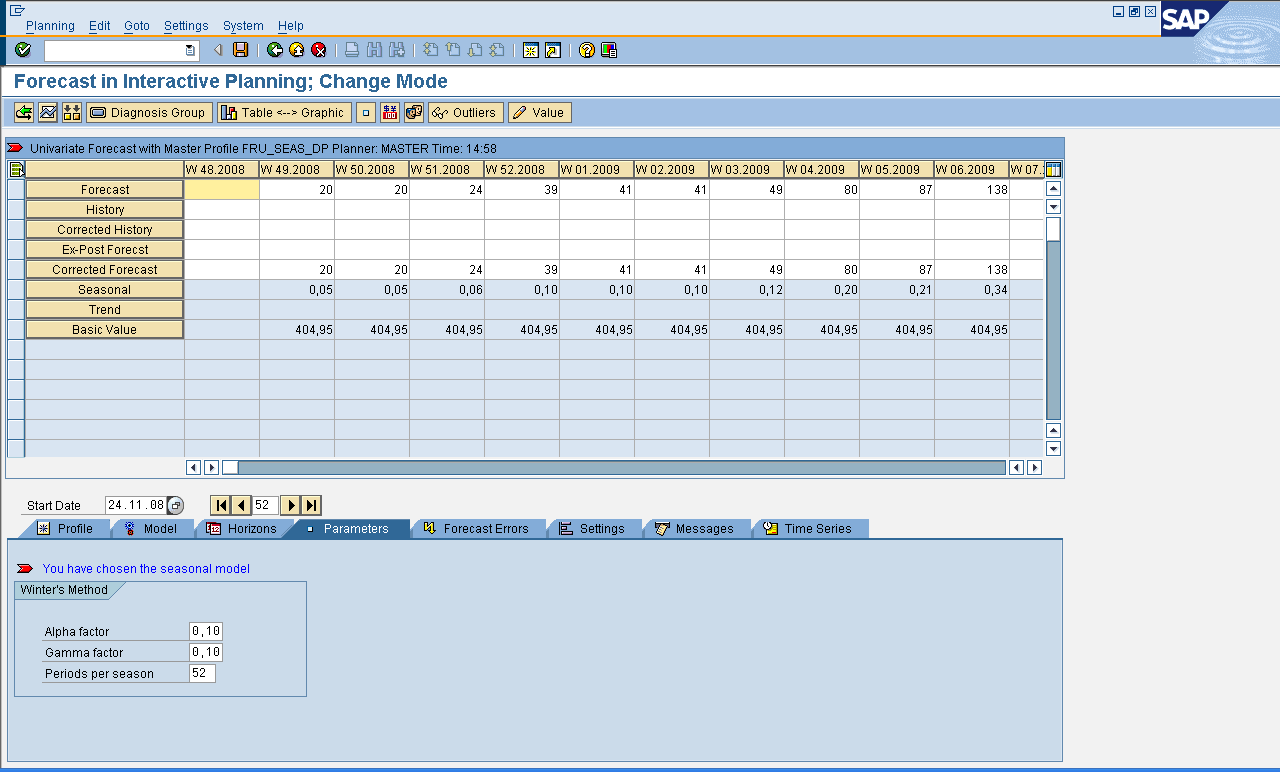 Planning Edit Goto Settings System Help
SAP
Forecast in Interactive Planning; Change Mode
Diagnosis Group Table <--> Graphic Outliers Value
Univariate Forecast with Master Profile FRU_SEAS_DP Planner: MASTER Time: 14:58
W 48.2008 W 49.2008 W 50.2008 W 51.2008 W 52.2008 W 01.2009 W 02.2009 W 03.2009 W 04.2009 W 05.2009 W 06.2009 W 07.
Forecast 20 20 24 39 41 41 49 80 87 138
History
Corrected History
Ex-Post Forecst
Corrected Forecast 20 20 24 39 41 41 49 80 87 138
Seasonal 0,05 0,05 0,06 0,10 0,10 0,10 0,12 0,20 0,21 0,34
Trend
Basic Value 404,95 404,95 404,95 404,95 404,95 404,95 404,95 404,95 404,95 404,95
Start Date 24.11.08 52
Profile Model Horizons Parameters Forecast Errors Settings Messages Time Series
You have chosen the seasonal model
Winter's Method
Alpha factor 0,10
Gamma factor 0,10
Periods per season 52